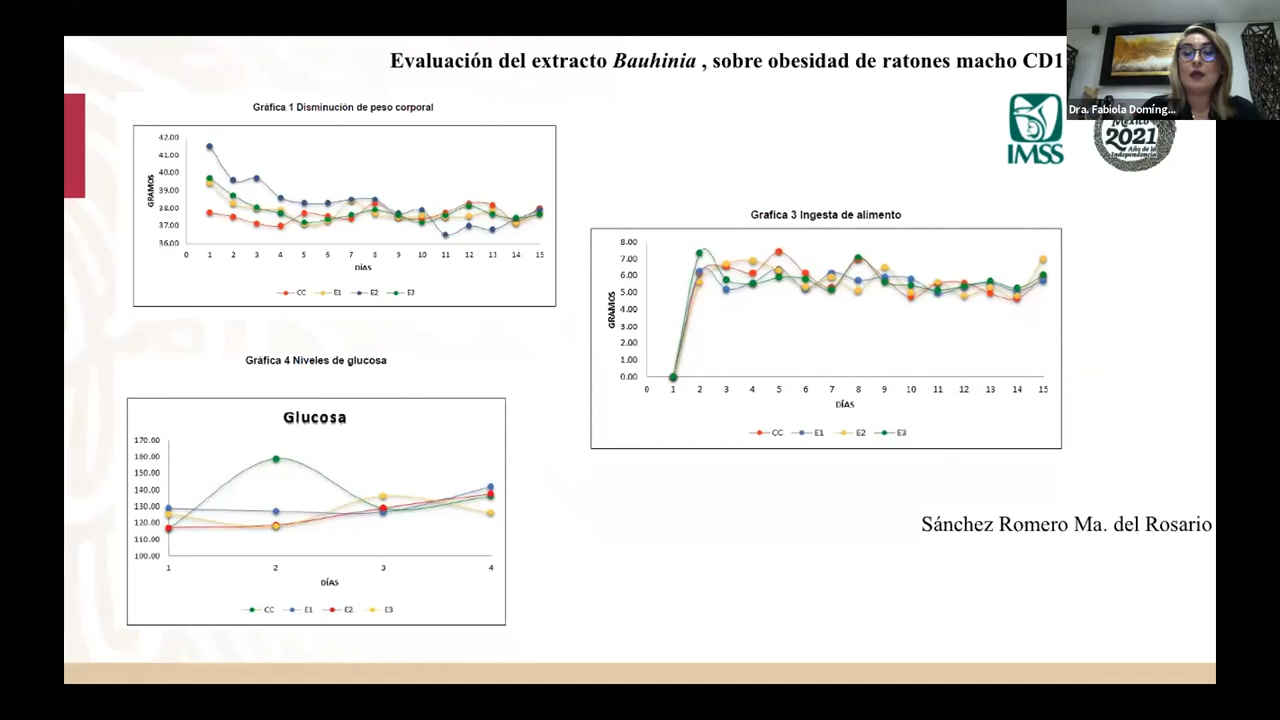 Evaluación del extracto Bauhinia , sobre obesidad de ratones macho CD1
Dra. Fabiola Domíng...
IMSS
México
2021
Año de la
Independencia
Gráfica 1 Disminución de peso corporal
42.00
41.00
40.00
39.00
38.00
37.00
36.00
GRAMOS
0 1 2 3 4 5 6 7 8 9 10 11 12 13 14 15
DÍAS
CC E1 E2 E3
Grafica 3 Ingesta de alimento
8.00
7.00
6.00
5.00
4.00
3.00
2.00
1.00
0.00
GRAMOS
0 1 2 3 4 5 6 7 8 9 10 11 12 13 14 15
DÍAS
CC E1 E2 E3
Gráfica 4 Niveles de glucosa
Glucosa
170.00
160.00
150.00
140.00
130.00
120.00
110.00
100.00
1 2 3 4
DÍAS
CC E1 E2 E3
Sánchez Romero Ma. del Rosario